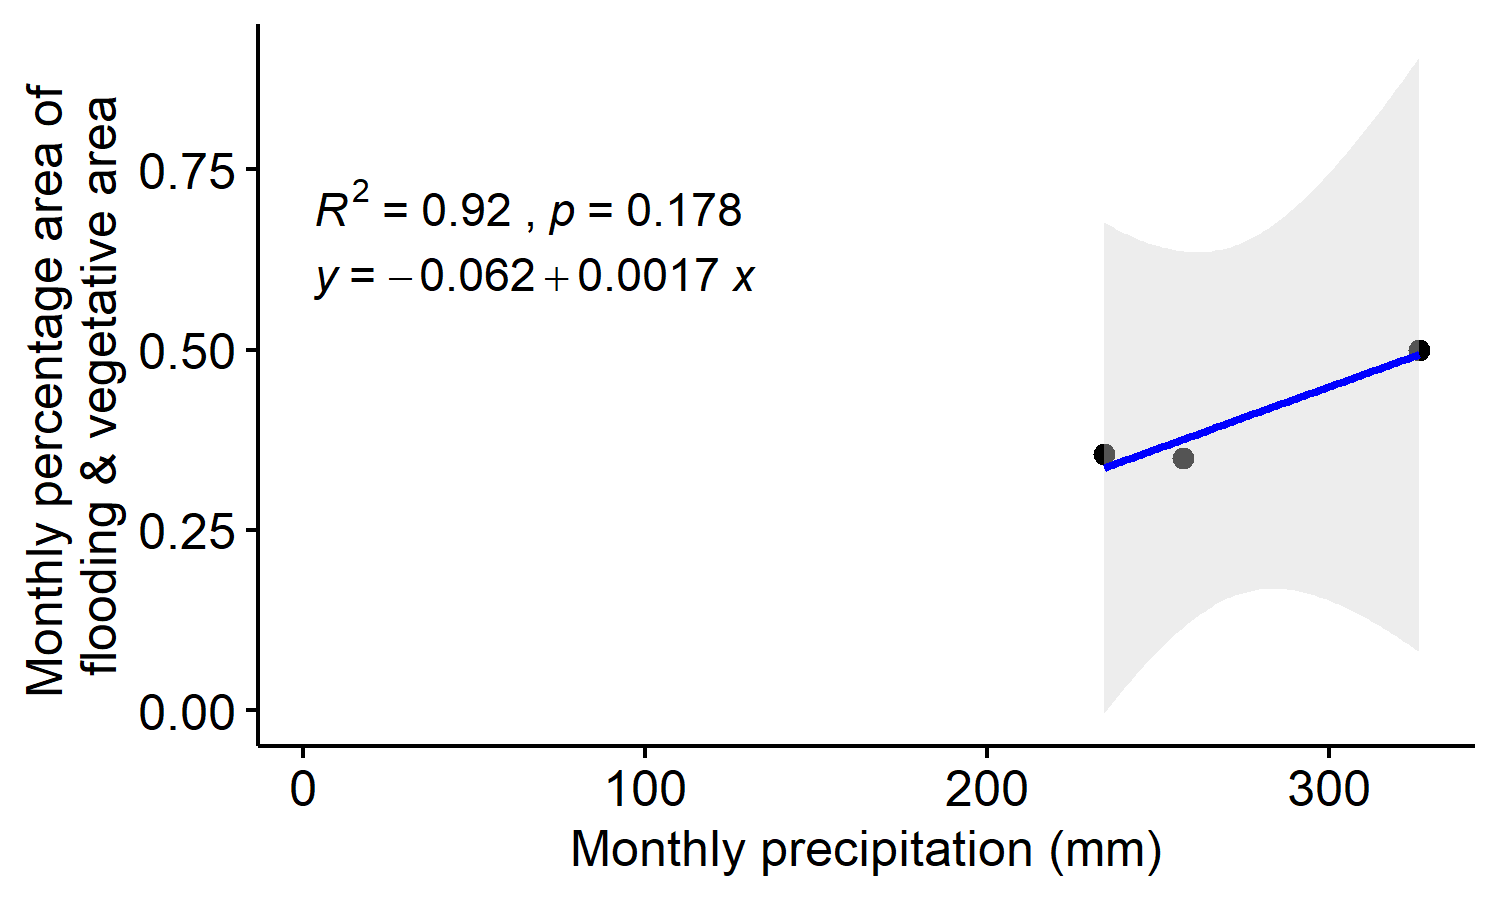 Monthly percentage area of
flooding & vegetative area
0.75
0.50
0.25
0.00
R² = 0.92 , p = 0.178
y = −0.062 + 0.0017 x
0 100 200 300
Monthly precipitation (mm)